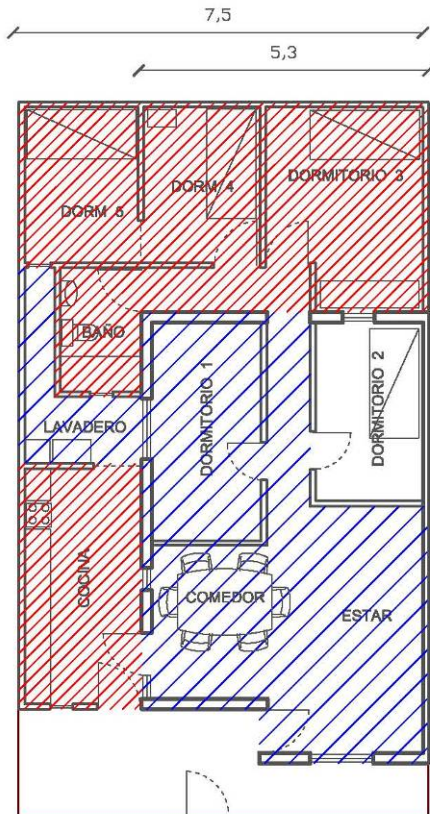 7,5
5,3
DORMITORIO 3
DORM 4
DORM 5
BAÑO
DORMITORIO 1
DORMITORIO 2
LAVADERO
COCINA
COMEDOR
ESTAR